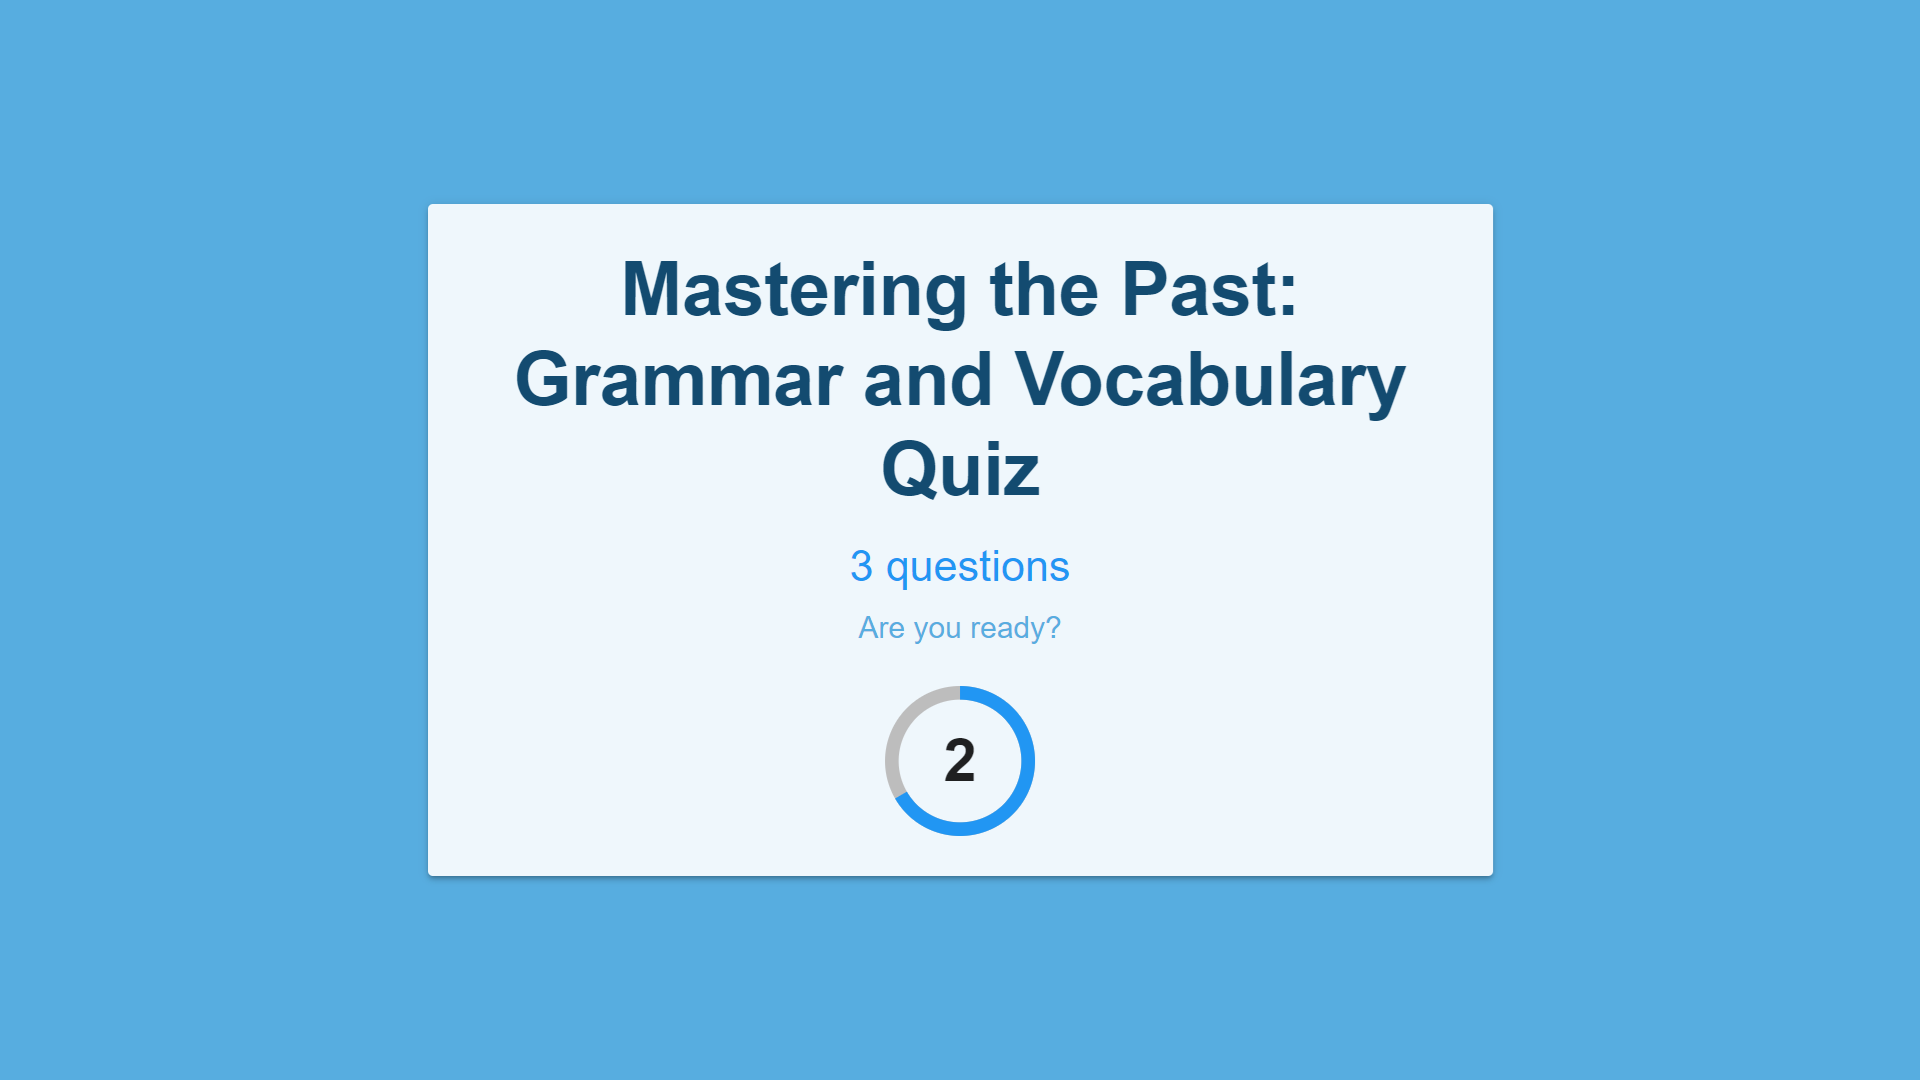 Mastering the Past:
Grammar and Vocabulary
Quiz
3 questions
Are you ready?
2